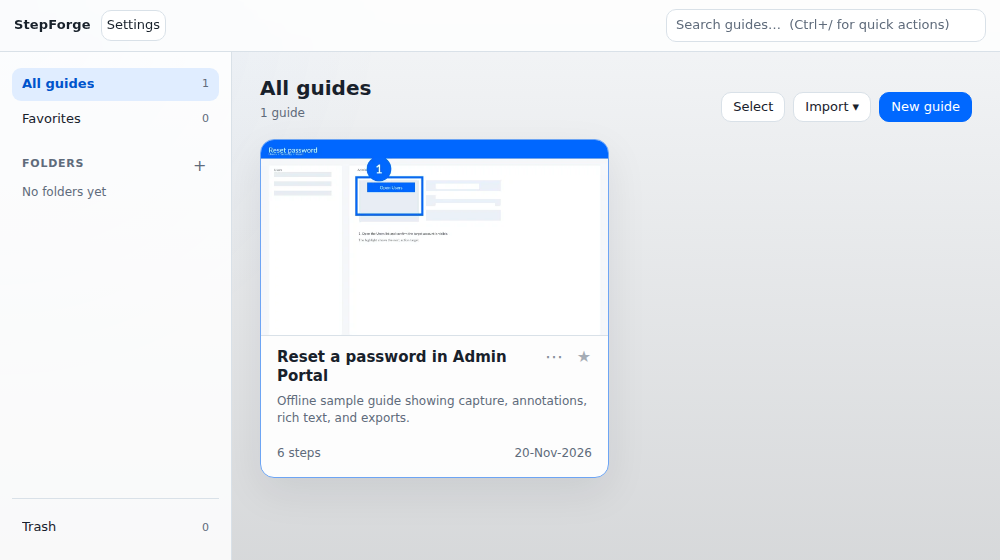 StepForge
Settings
Search guides... (Ctrl+/ for quick actions)
All guides
1
Favorites
0
FOLDERS
+
No folders yet
Trash
0
All guides
1 guide
Select
Import ▾
New guide
Reset password
1
Open Users
Reset a password in Admin
Portal
... ★
Offline sample guide showing capture, annotations,
rich text, and exports.
6 steps
20-Nov-2026